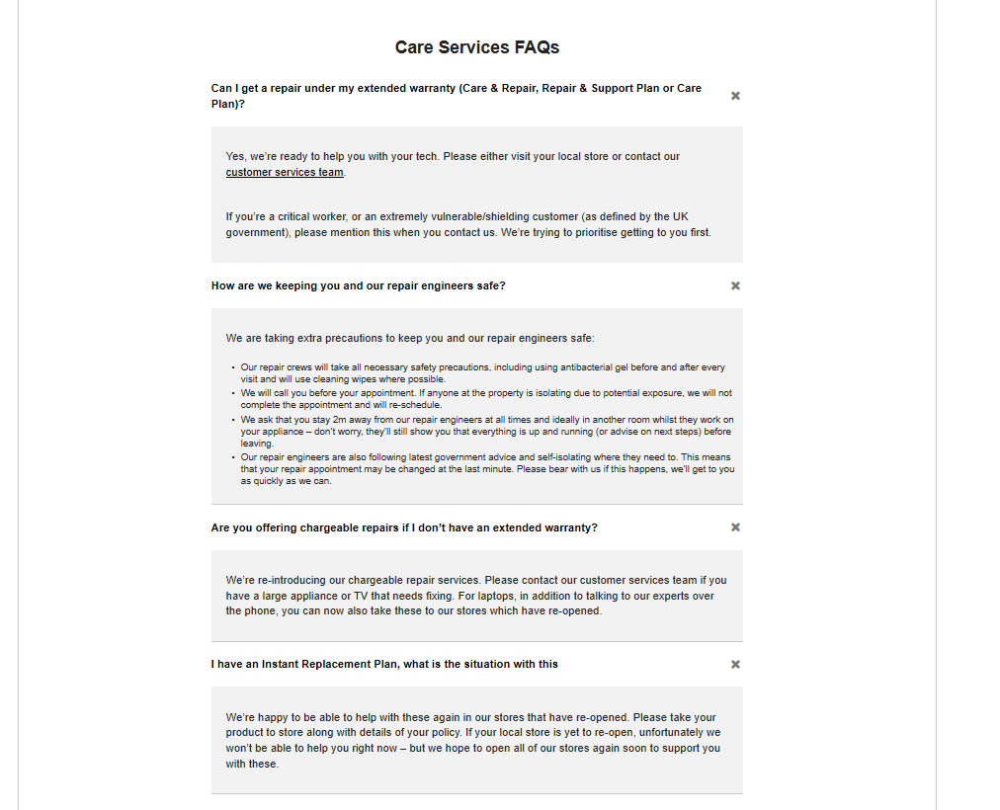 Care Services FAQs
Can I get a repair under my extended warranty (Care & Repair, Repair & Support Plan or Care
Plan)?
Yes, we're ready to help you with your tech. Please either visit your local store or contact our
customer services team.
If you're a critical worker, or an extremely vulnerable/shielding customer (as defined by the UK
government), please mention this when you contact us. We're trying to prioritise getting to you first.
How are we keeping you and our repair engineers safe?
We are taking extra precautions to keep you and our repair engineers safe:
• Our repair crews will take all necessary safety precautions, including using antibacterial gel before and after every
visit and will use cleaning wipes where possible.
• We will call you before your appointment. If anyone at the property is isolating due to potential exposure, we will not
complete the appointment and will re-schedule.
• We ask that you stay 2m away from our repair engineers at all times and ideally in another room whilst they work on
your appliance – don't worry, they'll still show you that everything is up and running (or advise on next steps) before
leaving.
• Our repair engineers are also following latest government advice and self-isolating where they need to. This means
that your repair appointment may be changed at the last minute. Please bear with us if this happens, we'll get to you
as quickly as we can.
Are you offering chargeable repairs if I don't have an extended warranty?
We're re-introducing our chargeable repair services. Please contact our customer services team if you
have a large appliance or TV that needs fixing. For laptops, in addition to talking to our experts over
the phone, you can now also take these to our stores which have re-opened.
I have an Instant Replacement Plan, what is the situation with this
We're happy to be able to help with these again in our stores that have re-opened. Please take your
product to store along with details of your policy. If your local store is yet to re-open, unfortunately we
won't be able to help you right now – but we hope to open all of our stores again soon to support you
with these.